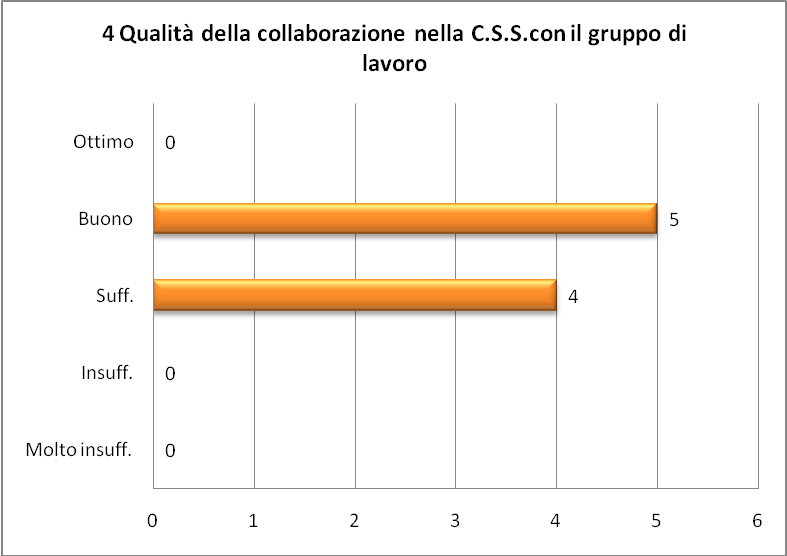 4 Qualità della collaborazione nella C.S.S.con il gruppo di
lavoro
Ottimo 0
Buono 5
Suff. 4
Insuff. 0
Molto insuff. 0
0 1 2 3 4 5 6